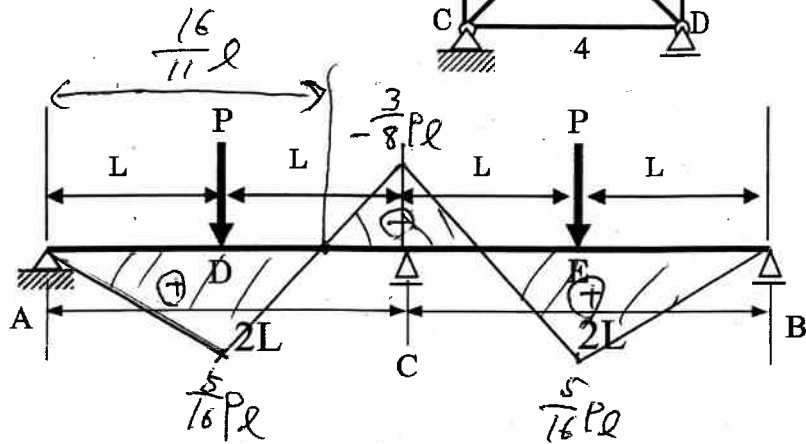 C D
4
16/11 ℓ
-3/8 Pℓ
P P
L L L L
D E
⊕ ⊕ ⊕
A 2L C 2L B
5/16 Pℓ 5/16 Pℓ